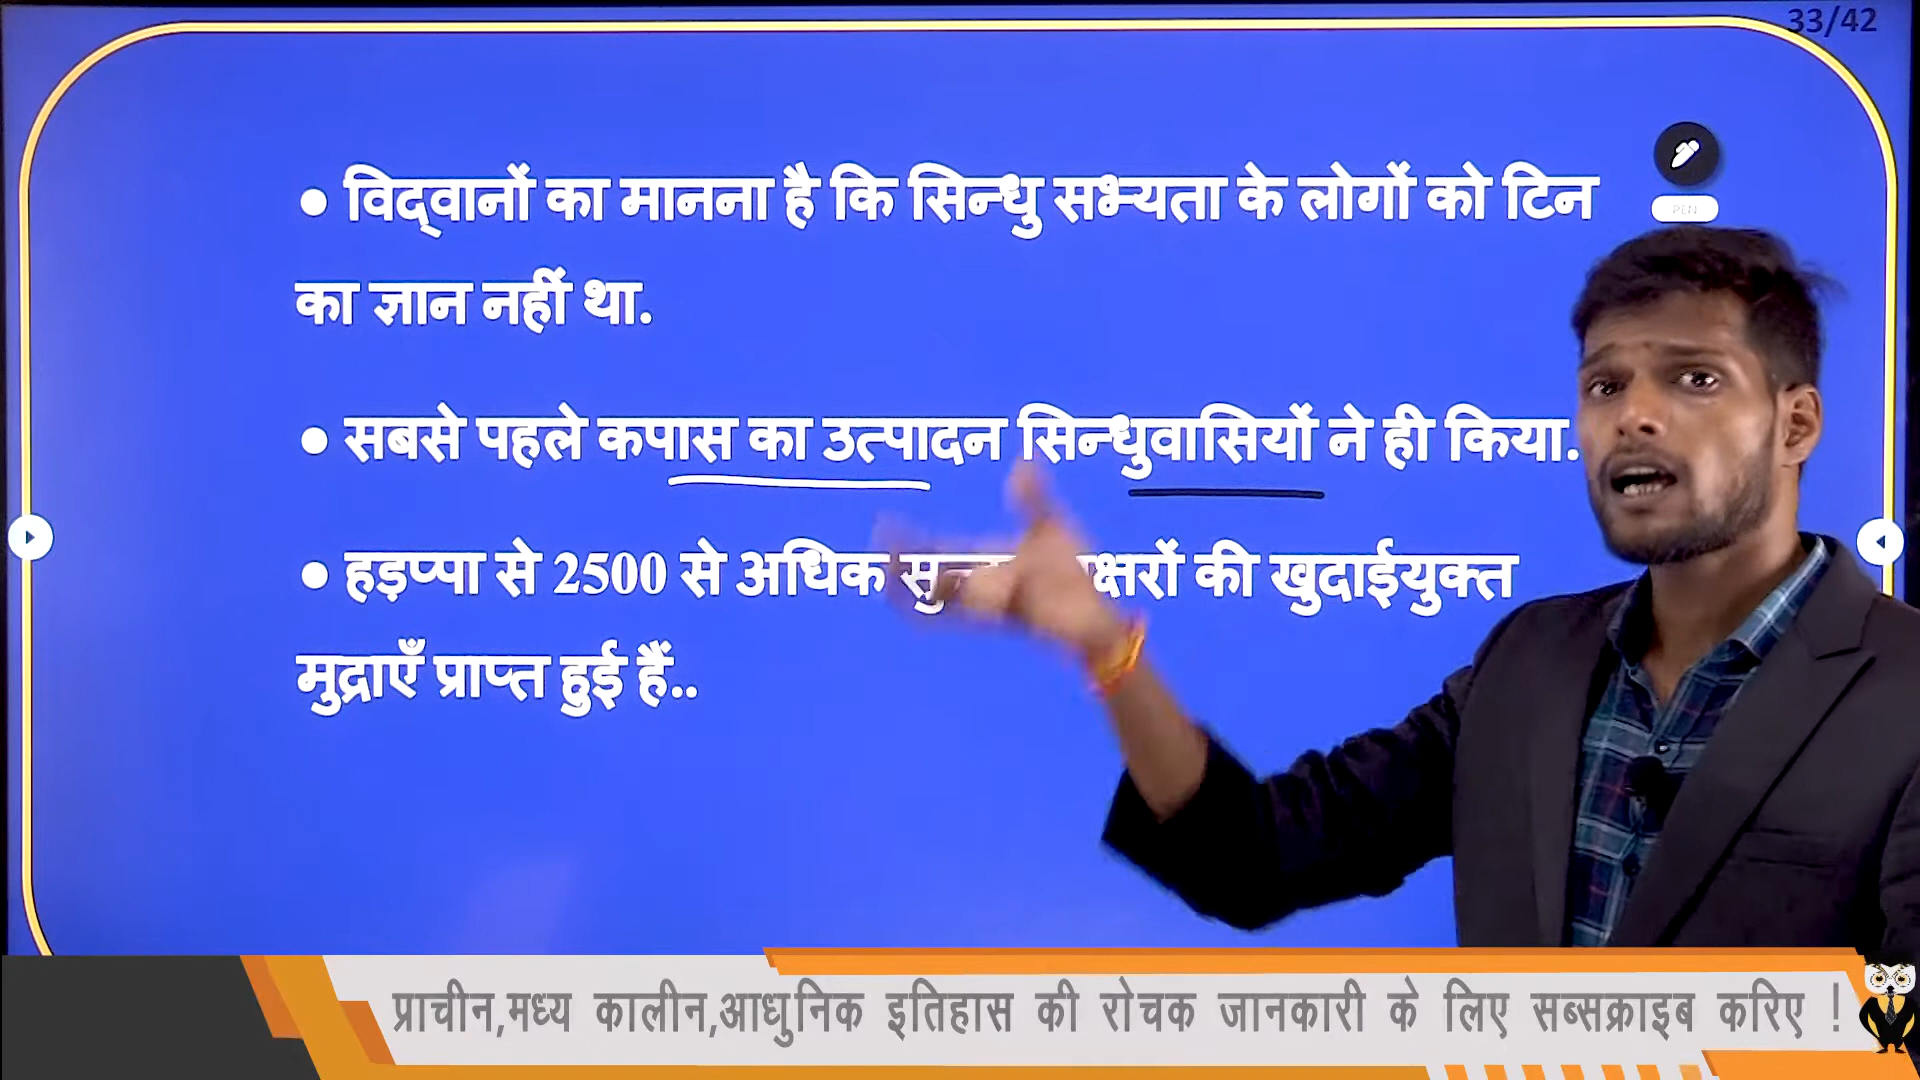 33/42
● विद्वानों का मानना है कि सिन्धु सभ्यता के लोगों को टिन
का ज्ञान नहीं था.
● सबसे पहले कपास का उत्पादन सिन्धुवासियों ने ही किया.
● हड़प्पा से 2500 से अधिक की खुदाईयुक्त
मुद्राएँ प्राप्त हुई हैं..
PEN
प्राचीन,मध्य कालीन,आधुनिक इतिहास की रोचक जानकारी के लिए सब्सक्राइब करिए !